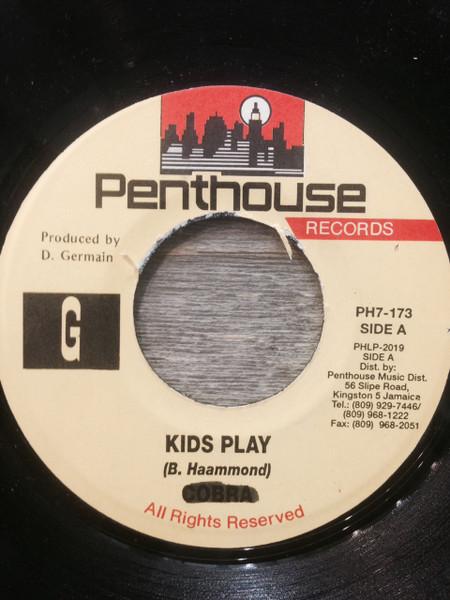 Penthouse
RECORDS
Produced by
D. Germain
G
PH7-173
SIDE A
PHLP-2019
SIDE A
Dist. by:
Penthouse Music Dist.
56 Slipe Road,
Kingston 5 Jamaica
Tel.: (809) 929-7446/
(809) 968-1222
Fax: (809) 968-2051
KIDS PLAY
(B. Haammond)
COBRA
All Rights Reserved